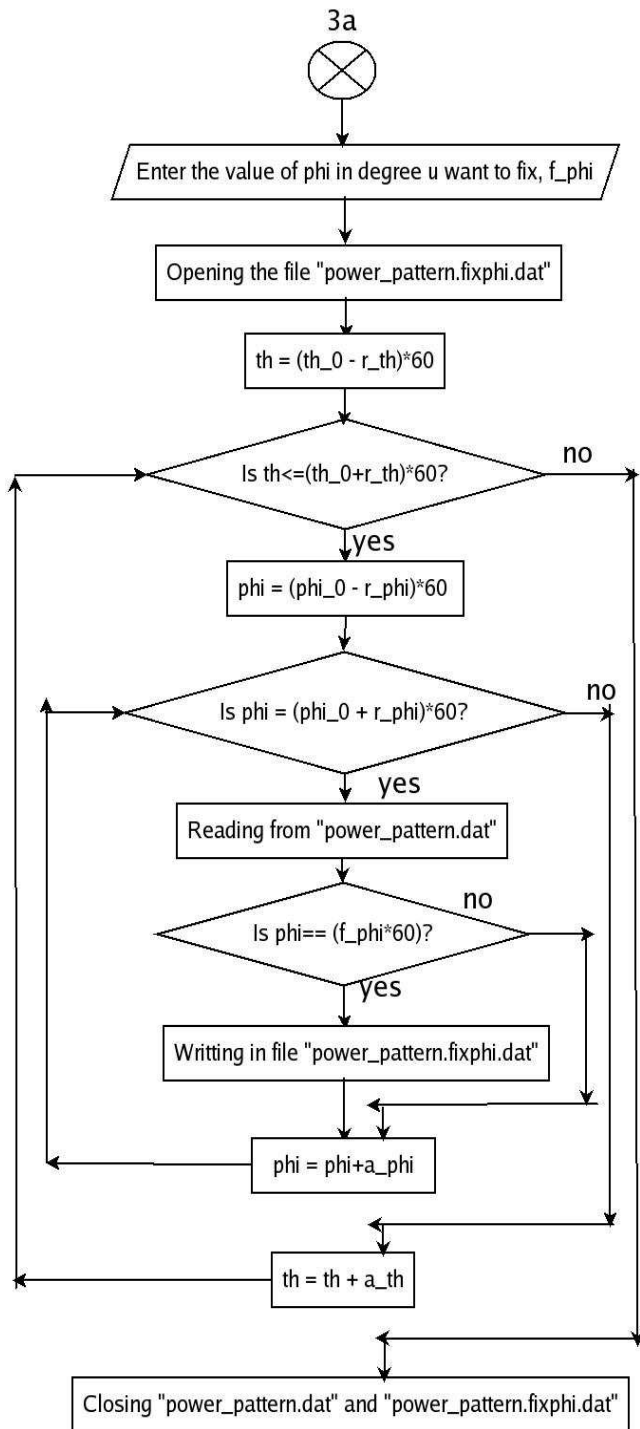 3a
Enter the value of phi in degree u want to fix, f_phi
Opening the file "power_pattern.fixphi.dat"
th = (th_0 - r_th)*60
Is th<=(th_0+r_th)*60?
no
yes
phi = (phi_0 - r_phi)*60
Is phi = (phi_0 + r_phi)*60?
no
yes
Reading from "power_pattern.dat"
no
Is phi== (f_phi*60)?
yes
Writting in file "power_pattern.fixphi.dat"
phi = phi+a_phi
th = th + a_th
Closing "power_pattern.dat" and "power_pattern.fixphi.dat"